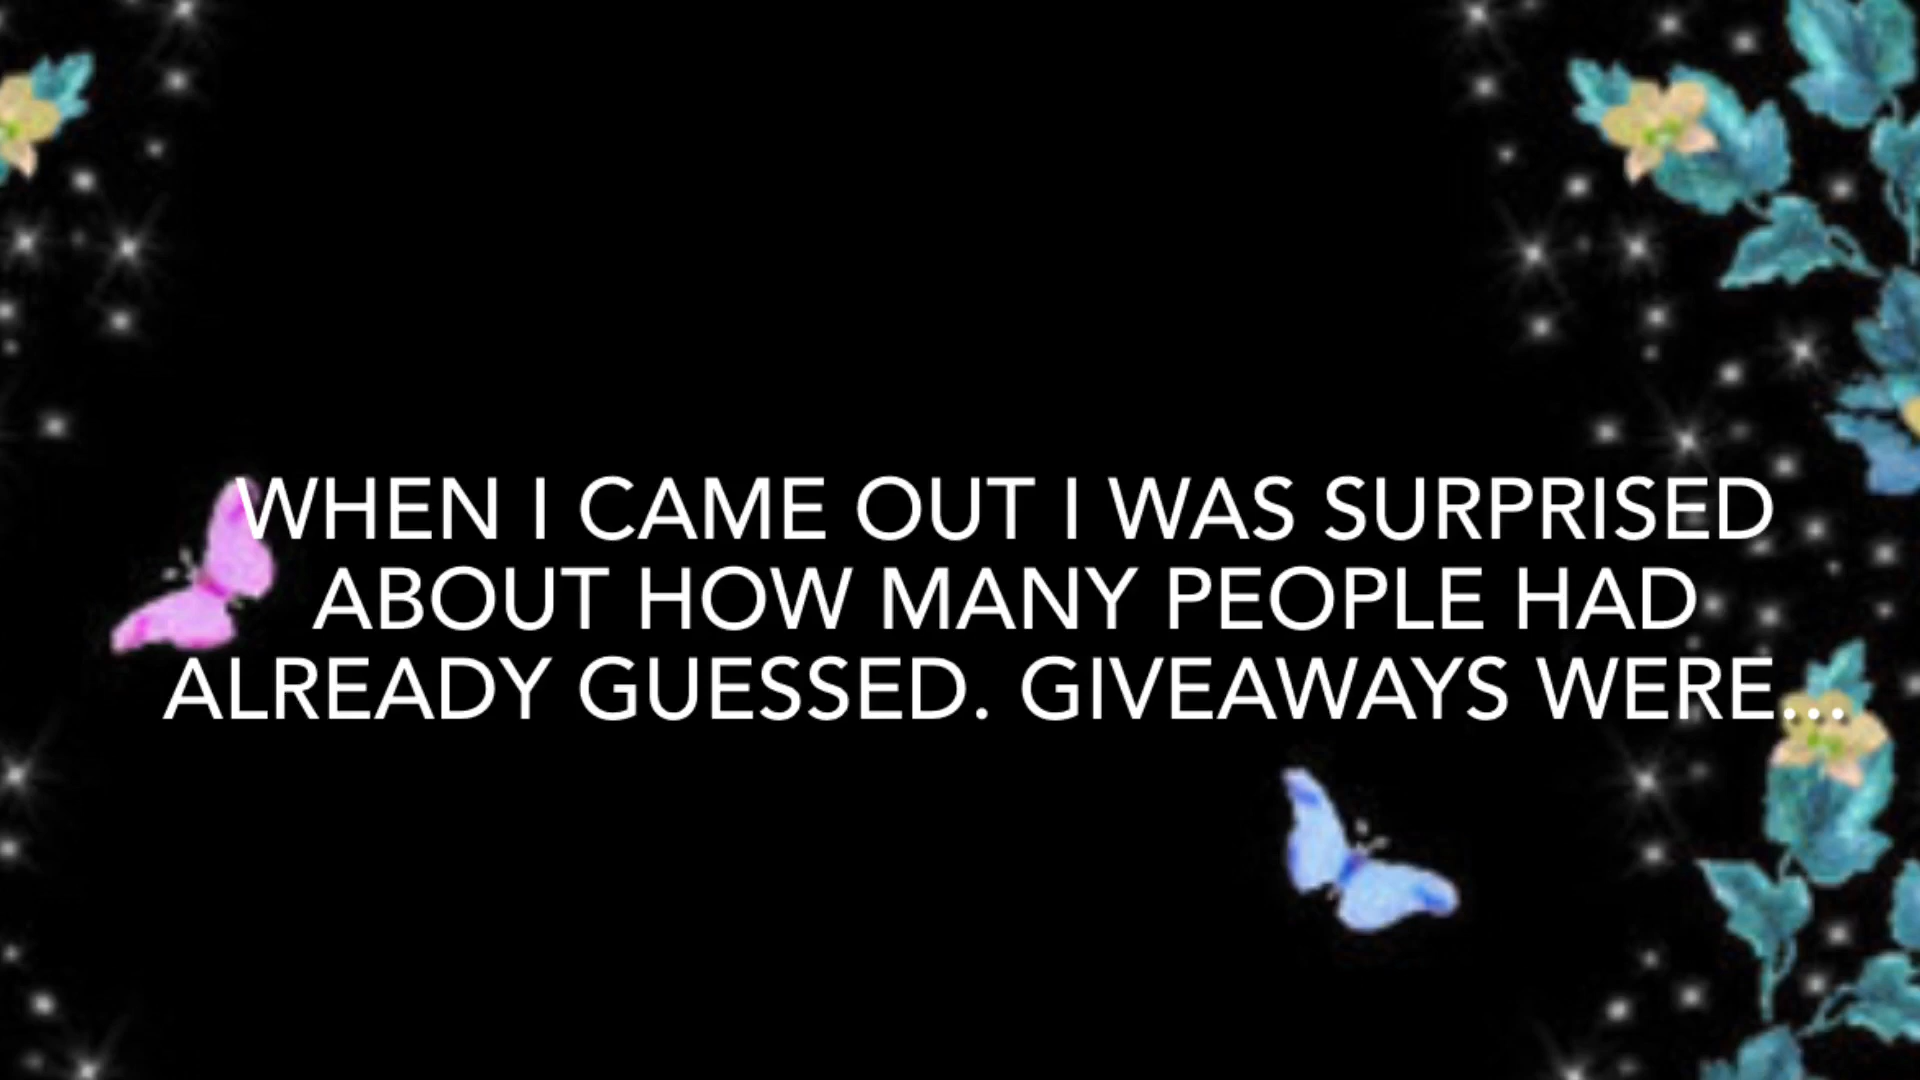 WHEN I CAME OUT I WAS SURPRISED
ABOUT HOW MANY PEOPLE HAD
ALREADY GUESSED. GIVEAWAYS WERE...